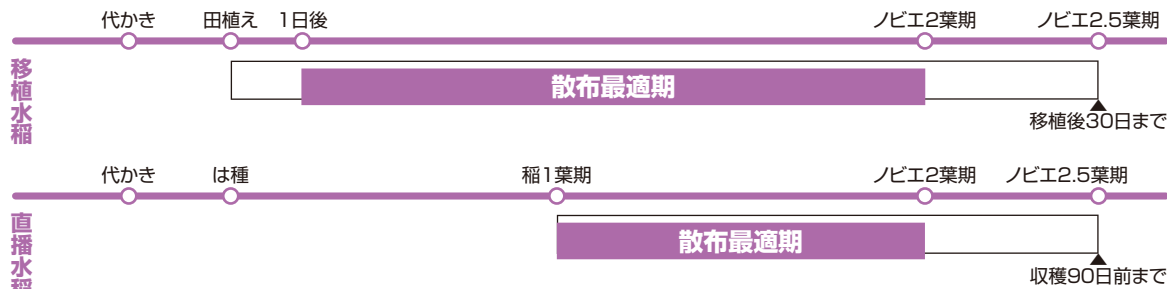 代かき 田植え 1日後 ノビエ2葉期 ノビエ2.5葉期
移植水稲
散布最適期
移植後30日まで
代かき は種 稲1葉期 ノビエ2葉期 ノビエ2.5葉期
直播水稲
散布最適期
収穫90日前まで